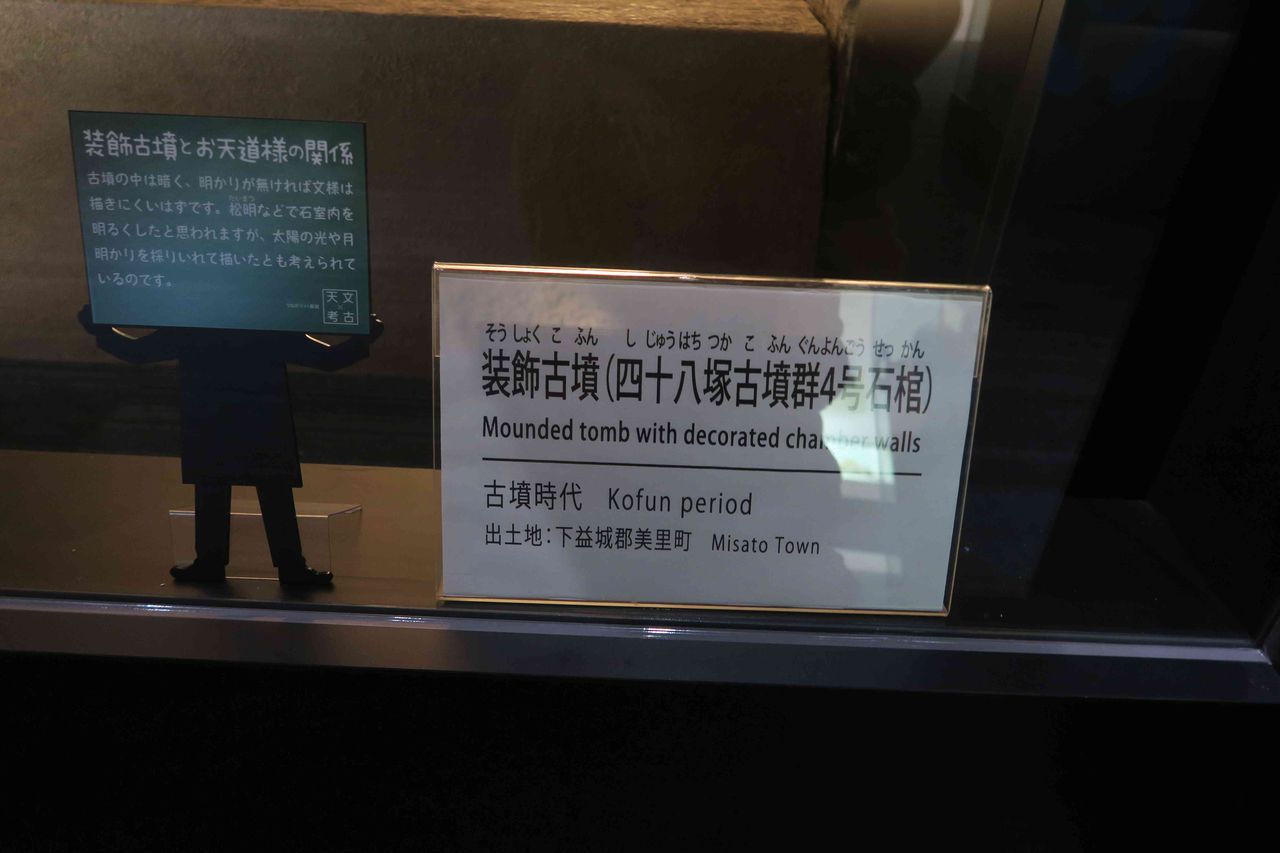 装飾古墳とお天道様の関係
古墳の中は暗く、明かりが無ければ文様は
描きにくいはずです。松明などで石室内を
たいまつ
明るくしたと思われますが、太陽の光や月
明かりを採りいれて描いたとも考えられて
いるのです。
天文
×
考古
そうしょくこふん しじゅうはちつかこふんぐんよんごうせっかん
装飾古墳(四十八塚古墳群4号石棺)
Mounded tomb with decorated chamber walls
古墳時代 Kofun period
出土地:下益城郡美里町 Misato Town